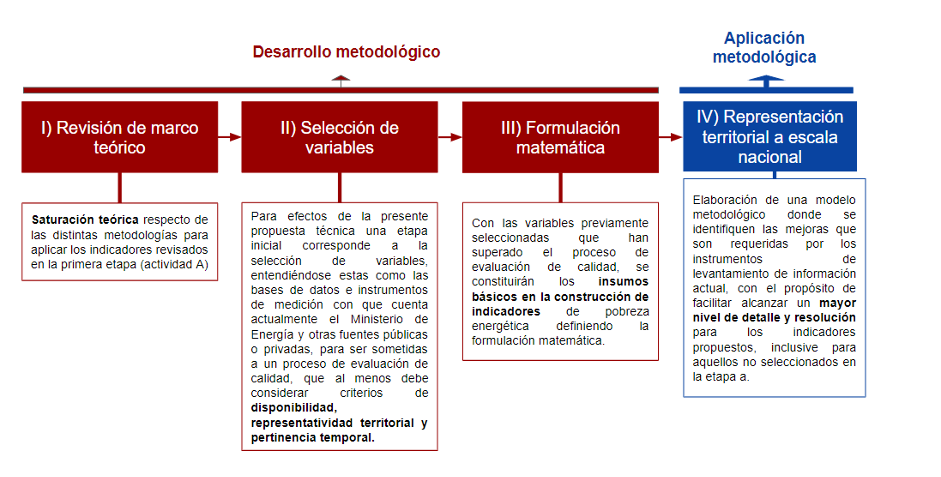 Desarrollo metodológico
Aplicación
metodológica
I) Revisión de marco
teórico
II) Selección de
variables
III) Formulación
matemática
IV) Representación
territorial a escala
nacional
Saturación teórica respecto de
las distintas metodologías para
aplicar los indicadores revisados
en la primera etapa (actividad A)
Para efectos de la presente
propuesta técnica una etapa
inicial corresponde a la
selección de variables,
entendiéndose estas como las
bases de datos e instrumentos
de medición con que cuenta
actualmente el Ministerio de
Energía y otras fuentes públicas
o privadas, para ser sometidas
a un proceso de evaluación de
calidad, que al menos debe
considerar criterios de
disponibilidad,
representatividad territorial y
pertinencia temporal.
Con las variables previamente
seleccionadas que han
superado el proceso de
evaluación de calidad, se
constituirán los insumos
básicos en la construcción de
indicadores de pobreza
energética definiendo la
formulación matemática.
Elaboración de una modelo
metodológico donde se
identifiquen las mejoras que
son requeridas por los
instrumentos de
levantamiento de información
actual, con el propósito de
facilitar alcanzar un mayor
nivel de detalle y resolución
para los indicadores
propuestos, inclusive para
aquellos no seleccionados en
la etapa a.